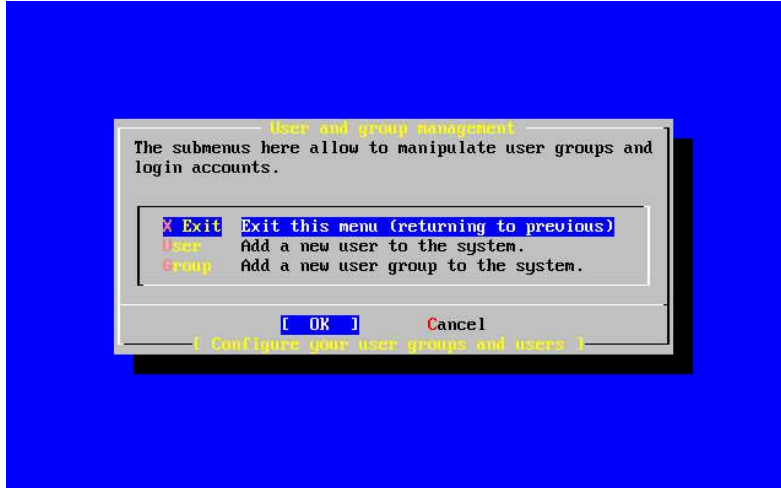 User and group management
The submenus here allow to manipulate user groups and
login accounts.
X Exit Exit this menu (returning to previous)
User Add a new user to the system.
Group Add a new user group to the system.
[ OK ] Cancel
[ Configure your user groups and users ]